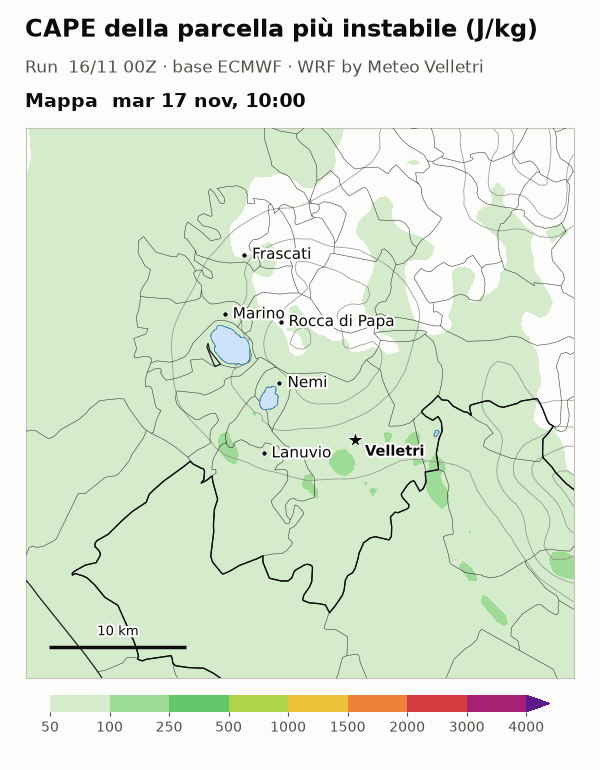 CAPE della parcella più instabile (J/kg)
Run  16/11 00Z · base ECMWF · WRF by Meteo Velletri
Mappa  mar 17 nov, 10:00
Frascati
Marino
Rocca di Papa
Nemi
Velletri
Lanuvio
10 km
50 100 250 500 1000 1500 2000 3000 4000